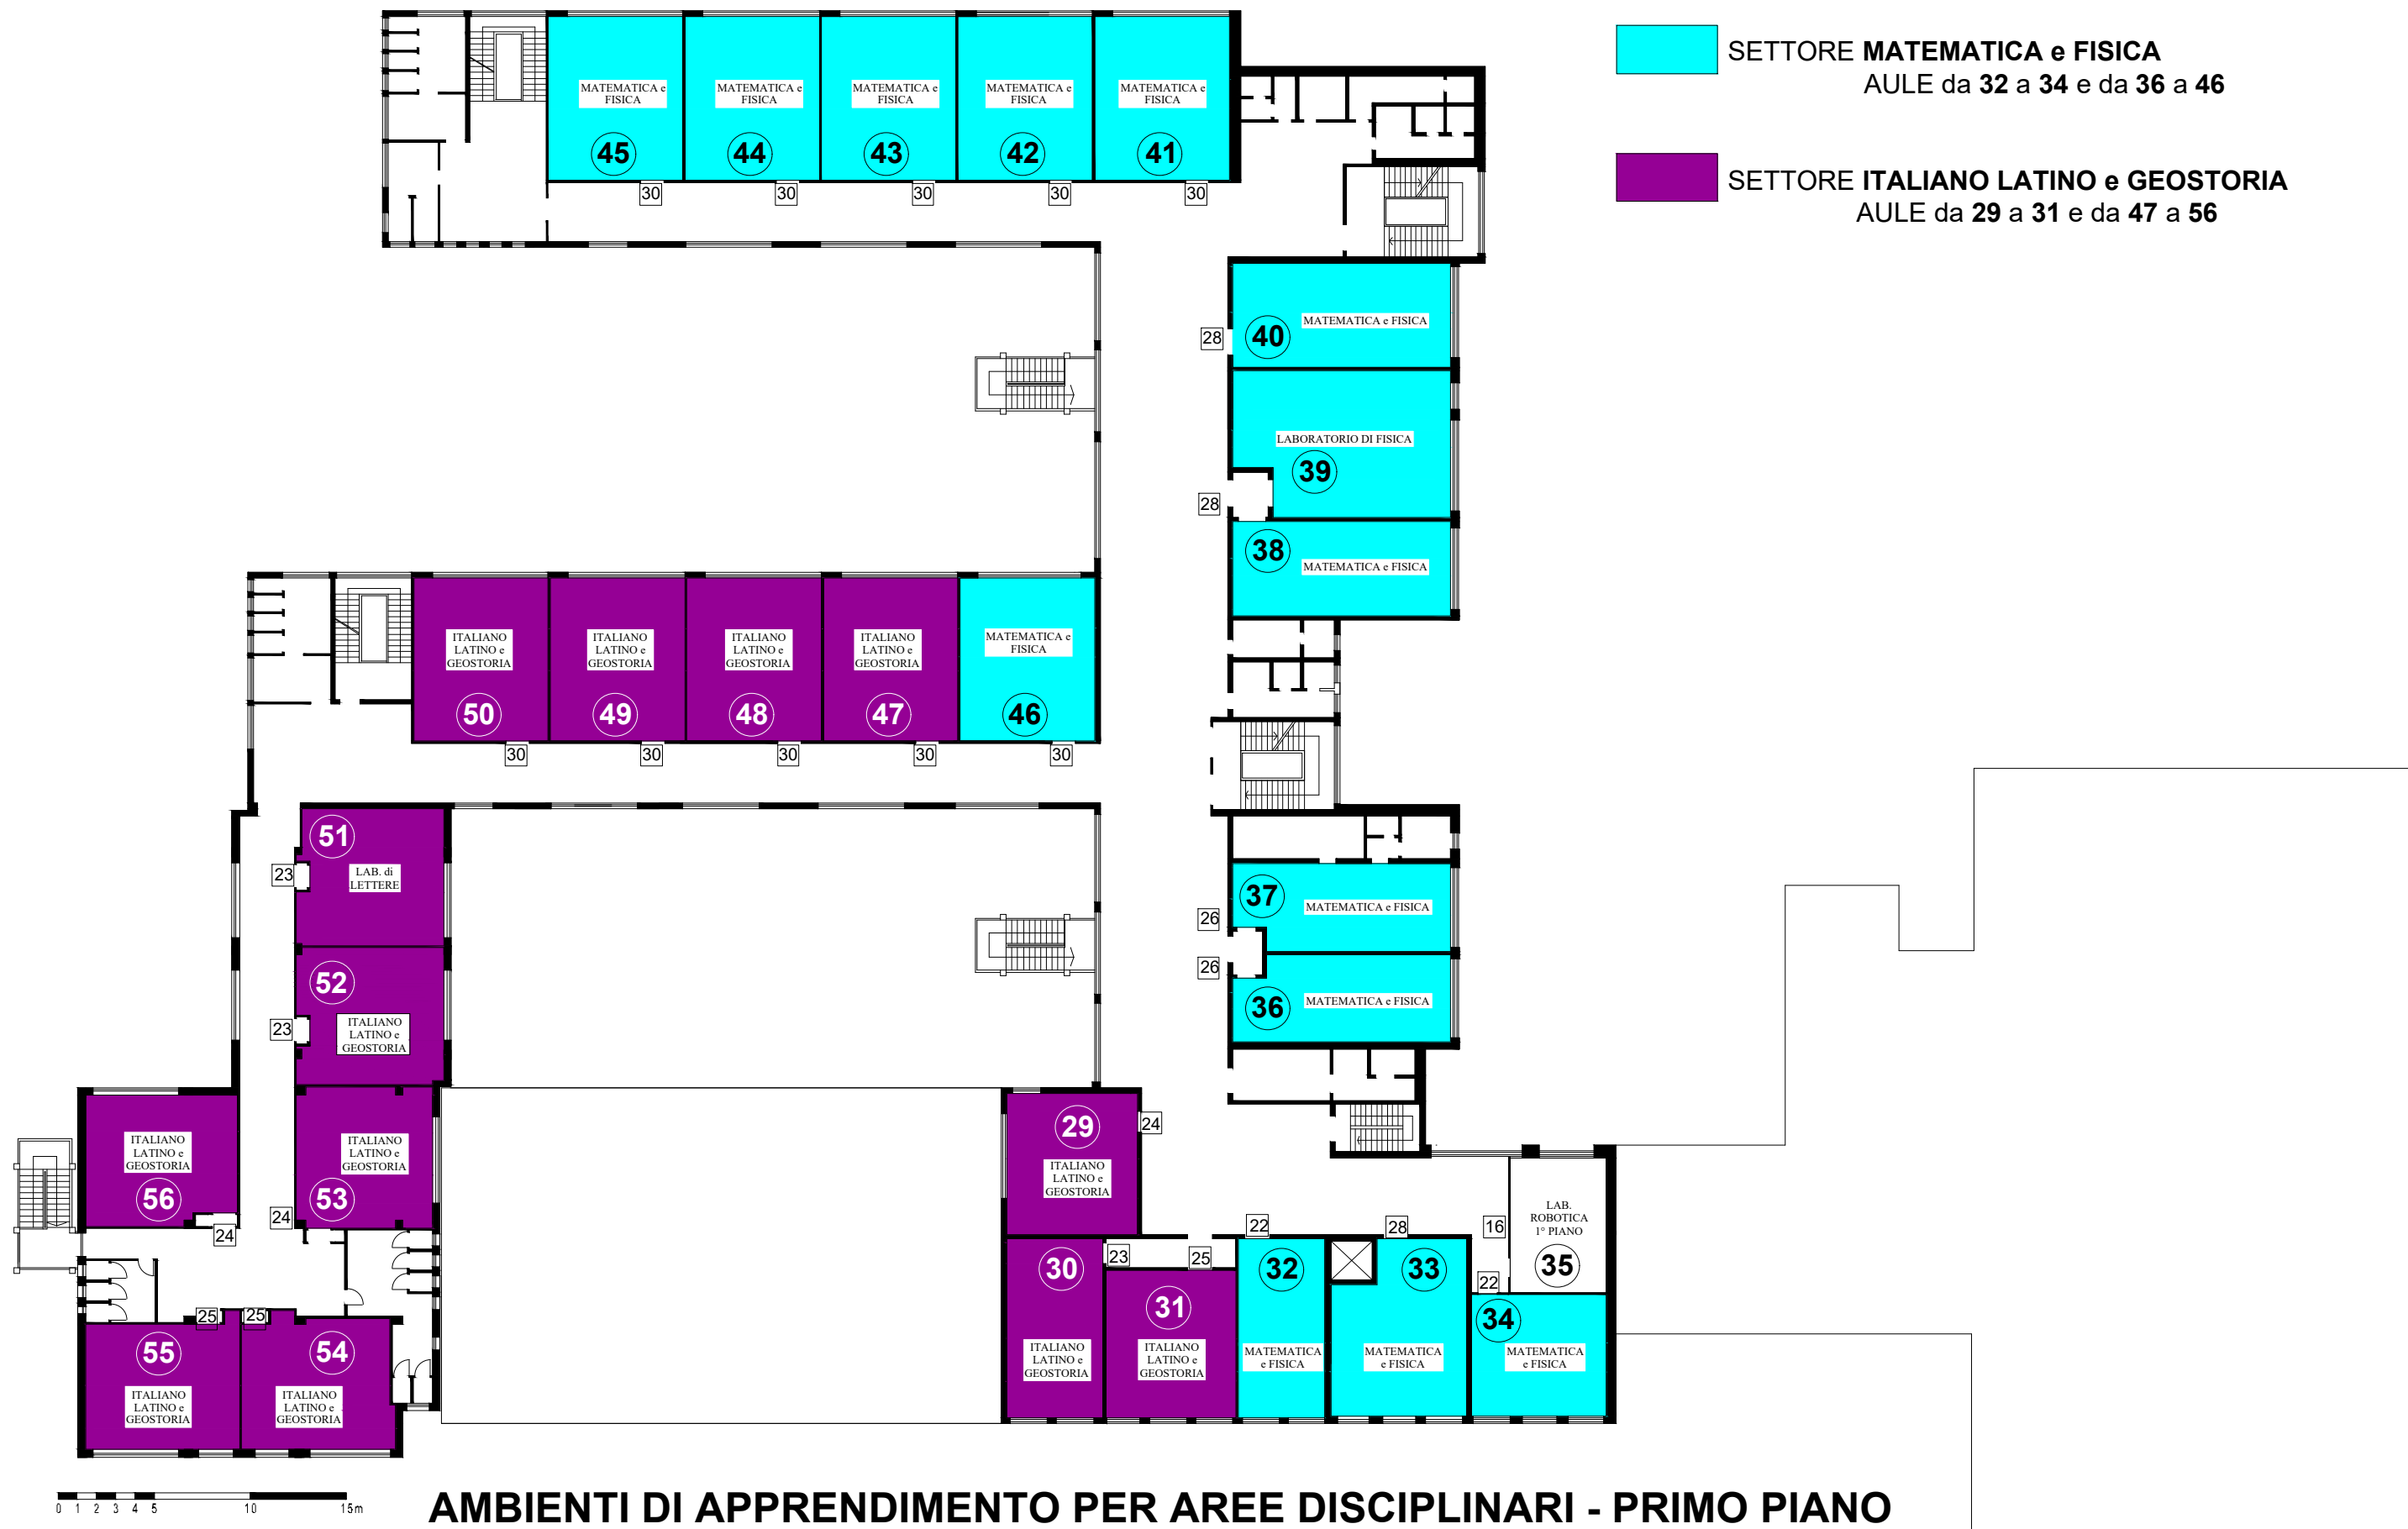 SETTORE MATEMATICA e FISICA
AULE da 32 a 34 e da 36 a 46
SETTORE ITALIANO LATINO e GEOSTORIA
AULE da 29 a 31 e da 47 a 56
MATEMATICA e
FISICA
45
30
MATEMATICA e
FISICA
44
30
MATEMATICA e
FISICA
43
30
MATEMATICA e
FISICA
42
30
MATEMATICA e
FISICA
41
30
28
40
MATEMATICA e FISICA
LABORATORIO DI FISICA
39
28
38
MATEMATICA e FISICA
ITALIANO
LATINO e
GEOSTORIA
50
30
ITALIANO
LATINO e
GEOSTORIA
49
30
ITALIANO
LATINO e
GEOSTORIA
48
30
ITALIANO
LATINO e
GEOSTORIA
47
30
MATEMATICA e
FISICA
46
30
51
23
LAB. di
LETTERE
52
23
ITALIANO
LATINO e
GEOSTORIA
37
26
MATEMATICA e FISICA
26
36
MATEMATICA e FISICA
ITALIANO
LATINO e
GEOSTORIA
56
24
ITALIANO
LATINO e
GEOSTORIA
53
24
29
24
ITALIANO
LATINO e
GEOSTORIA
30
23
ITALIANO
LATINO e
GEOSTORIA
25
31
ITALIANO
LATINO e
GEOSTORIA
22
32
MATEMATICA
e FISICA
28
33
MATEMATICA
e FISICA
16
LAB.
ROBOTICA
1° PIANO
35
22
34
MATEMATICA
e FISICA
25
55
ITALIANO
LATINO e
GEOSTORIA
25
54
ITALIANO
LATINO e
GEOSTORIA
0 1 2 3 4 5 10 15m
AMBIENTI DI APPRENDIMENTO PER AREE DISCIPLINARI - PRIMO PIANO